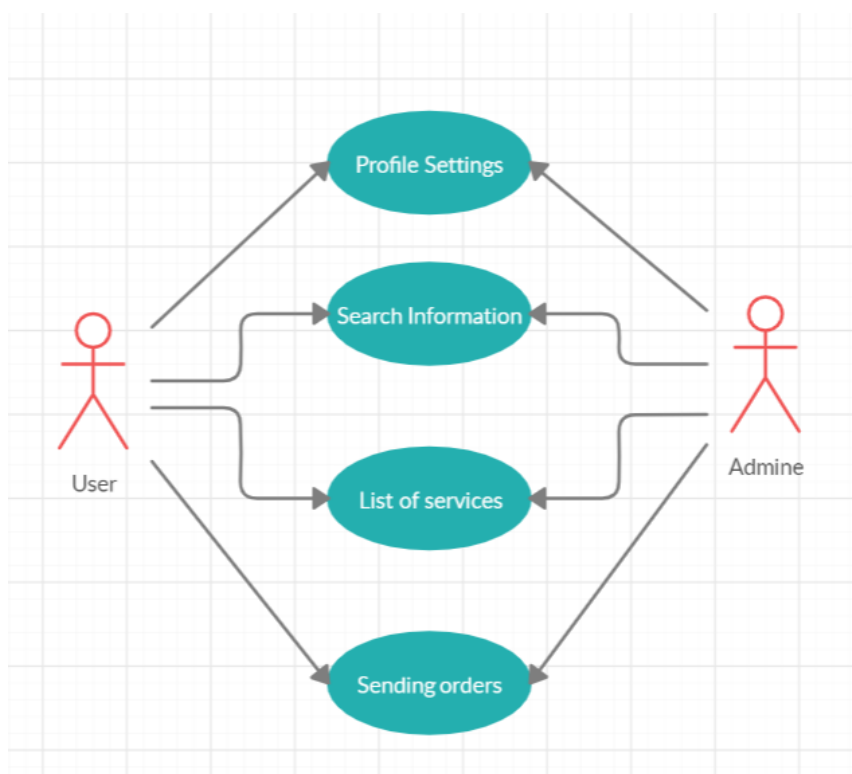 Profile Settings
Search Information
User
Admine
List of services
Sending orders